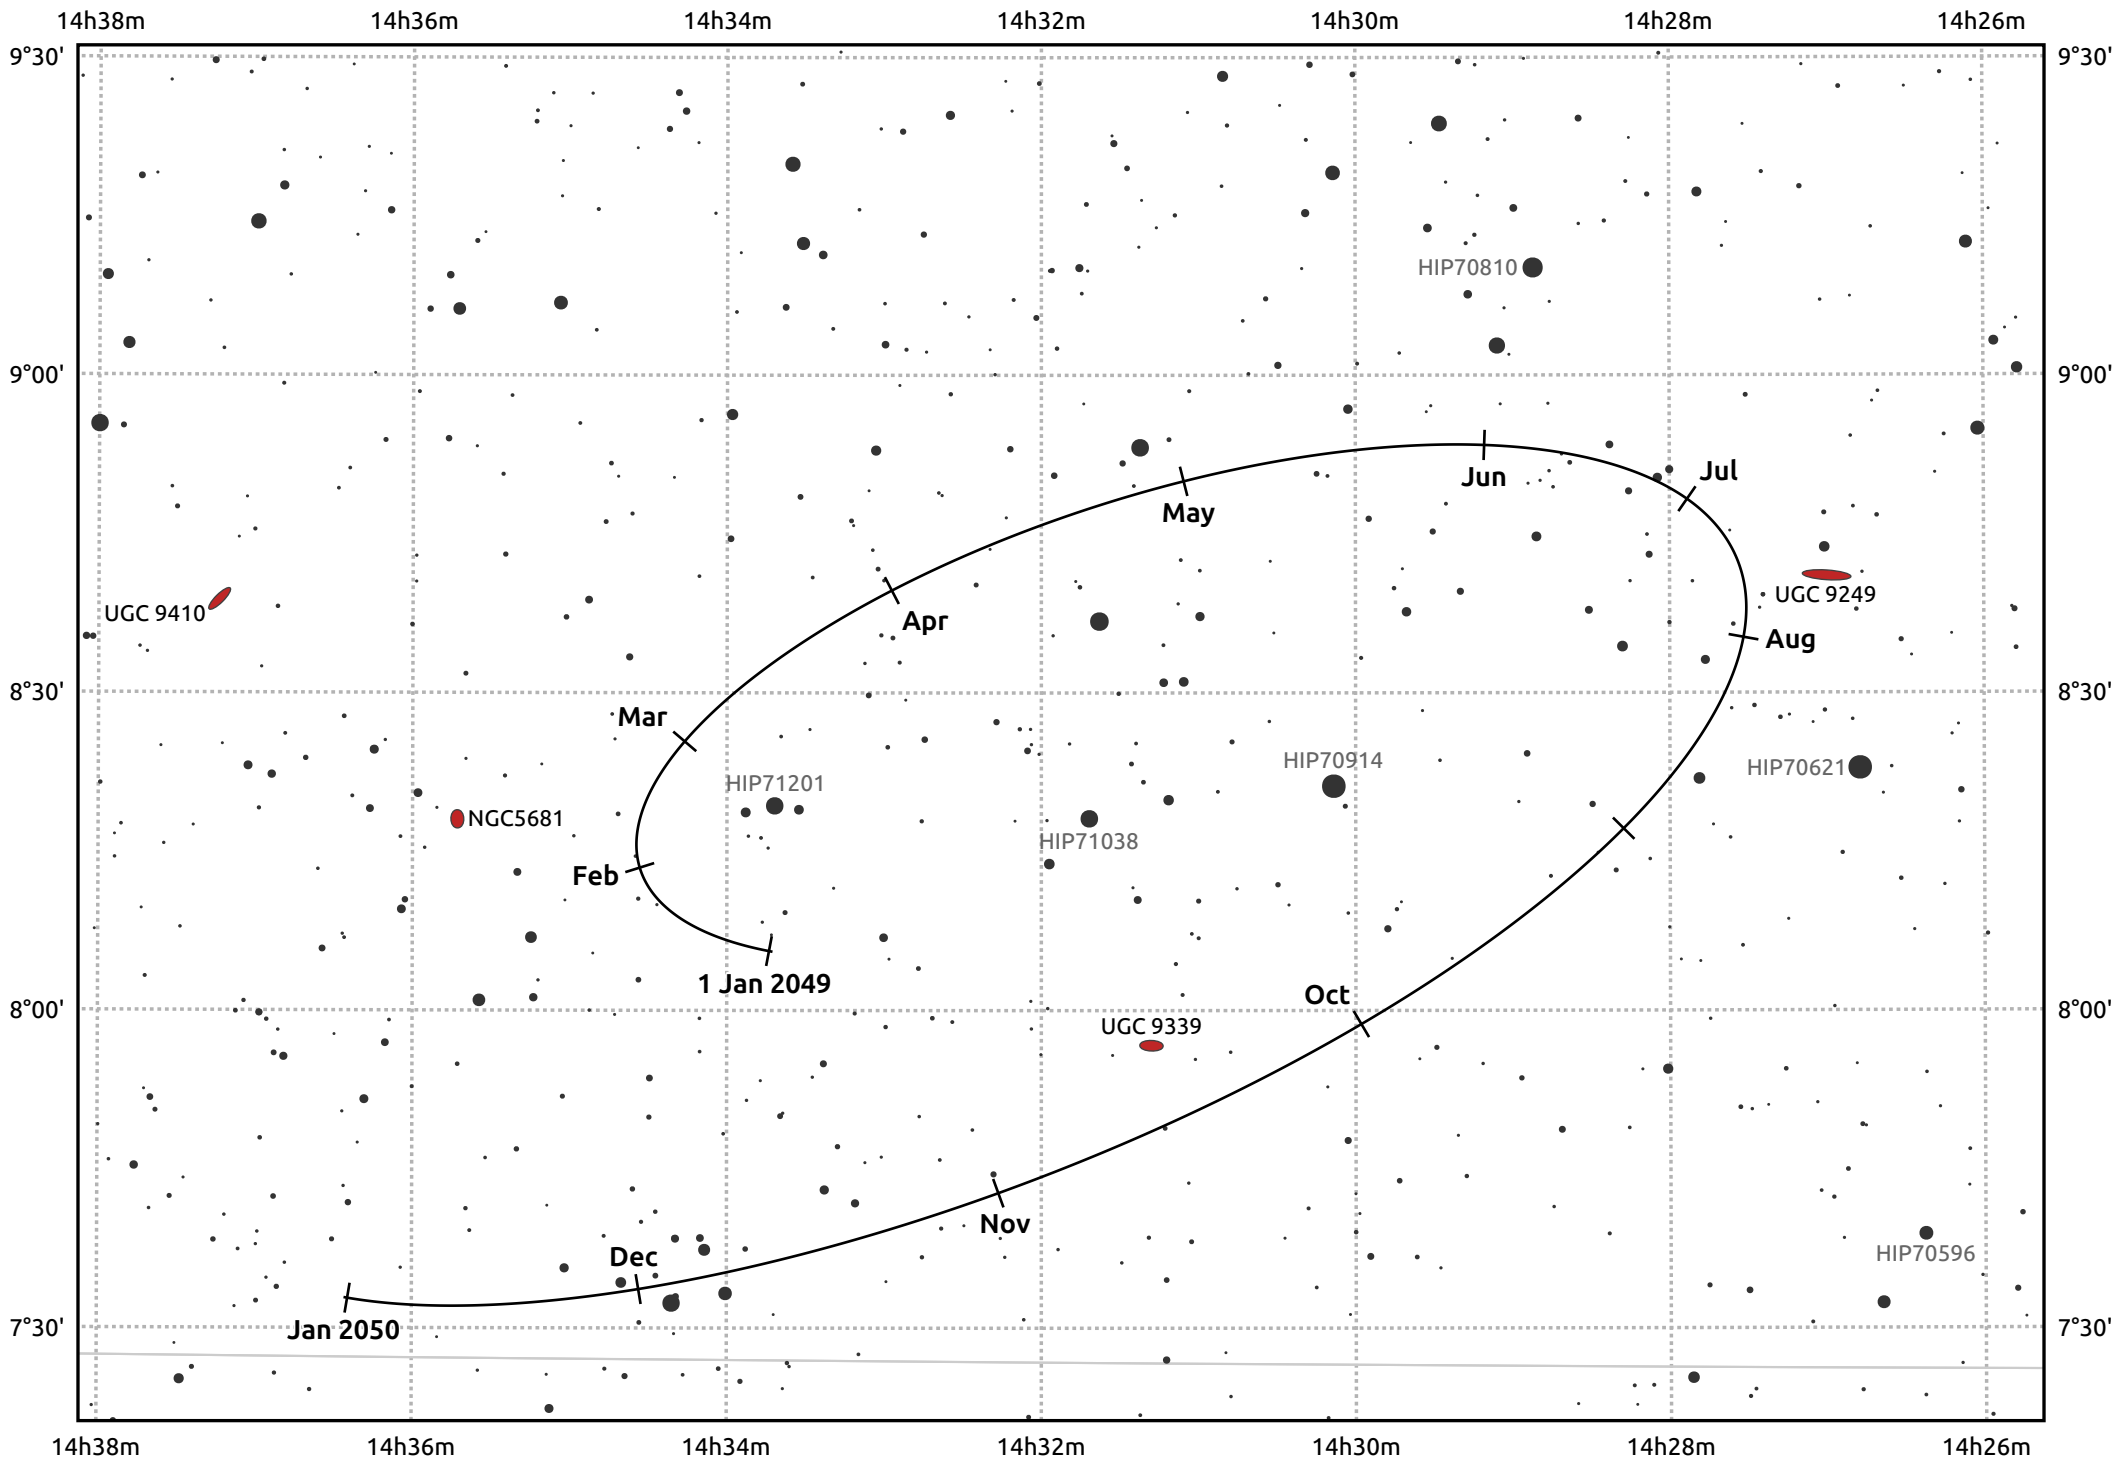 14h38m 14h36m 14h34m 14h32m 14h30m 14h28m 14h26m
9°30' 9°30'
HIP70810
9°00' 9°00'
Jul
Jun
May
UGC 9249
UGC 9410
Apr
Aug
8°30' 8°30'
Mar
HIP70914
HIP70621
HIP71201
NGC5681
HIP71038
Feb
1 Jan 2049
Oct
8°00' 8°00'
UGC 9339
Nov
Dec
HIP70596
Jan 2050
7°30' 7°30'
14h38m 14h36m 14h34m 14h32m 14h30m 14h28m 14h26m